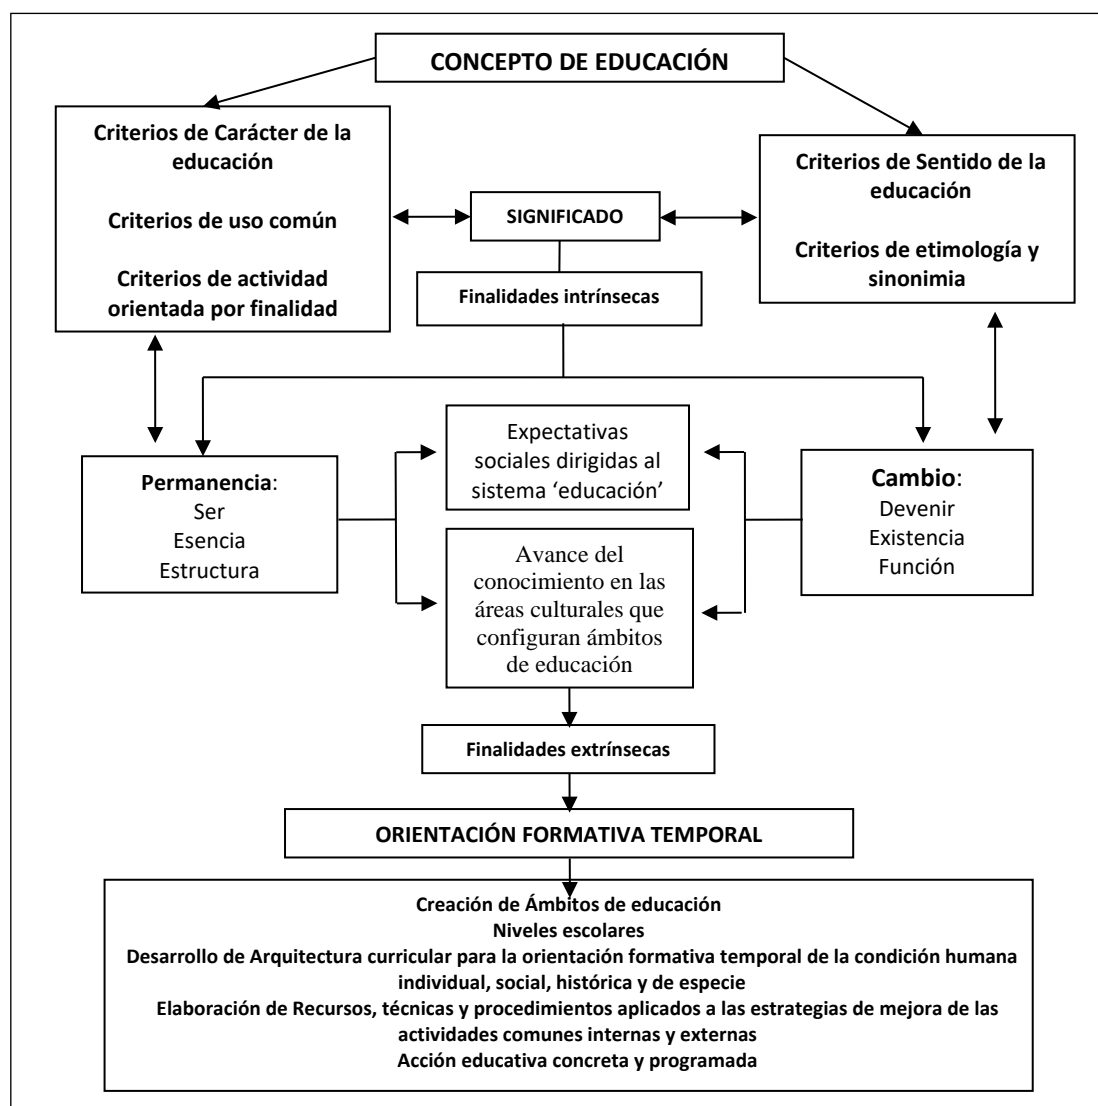 CONCEPTO DE EDUCACIÓN
Criterios de Carácter de la
educación
Criterios de uso común
Criterios de actividad
orientada por finalidad
SIGNIFICADO
Criterios de Sentido de la
educación
Criterios de etimología y
sinonimia
Finalidades intrínsecas
Permanencia:
Ser
Esencia
Estructura
Expectativas
sociales dirigidas al
sistema ‘educación’
Cambio:
Devenir
Existencia
Función
Avance del
conocimiento en las
áreas culturales que
configuran ámbitos
de educación
Finalidades extrínsecas
ORIENTACIÓN FORMATIVA TEMPORAL
Creación de Ámbitos de educación
Niveles escolares
Desarrollo de Arquitectura curricular para la orientación formativa temporal de la condición humana
individual, social, histórica y de especie
Elaboración de Recursos, técnicas y procedimientos aplicados a las estrategias de mejora de las
actividades comunes internas y externas
Acción educativa concreta y programada